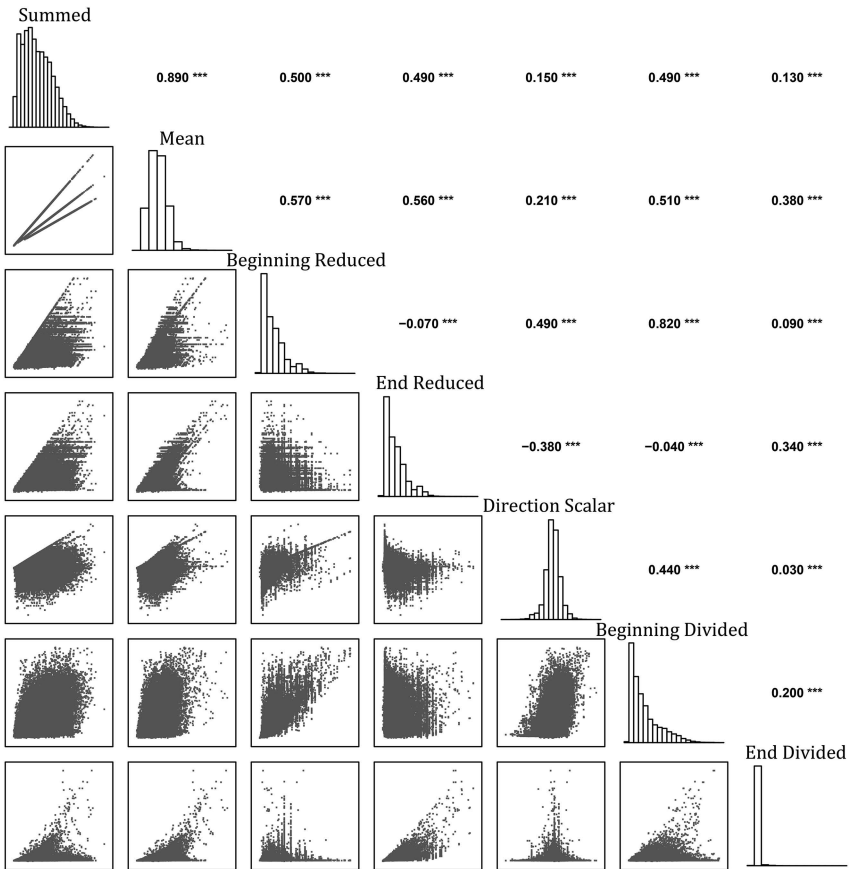 Summed
0.890 *** 0.500 *** 0.490 *** 0.150 *** 0.490 *** 0.130 ***
Mean
0.570 *** 0.560 *** 0.210 *** 0.510 *** 0.380 ***
Beginning Reduced
−0.070 *** 0.490 *** 0.820 *** 0.090 ***
End Reduced
−0.380 *** −0.040 *** 0.340 ***
Direction Scalar
0.440 *** 0.030 ***
Beginning Divided
0.200 ***
End Divided